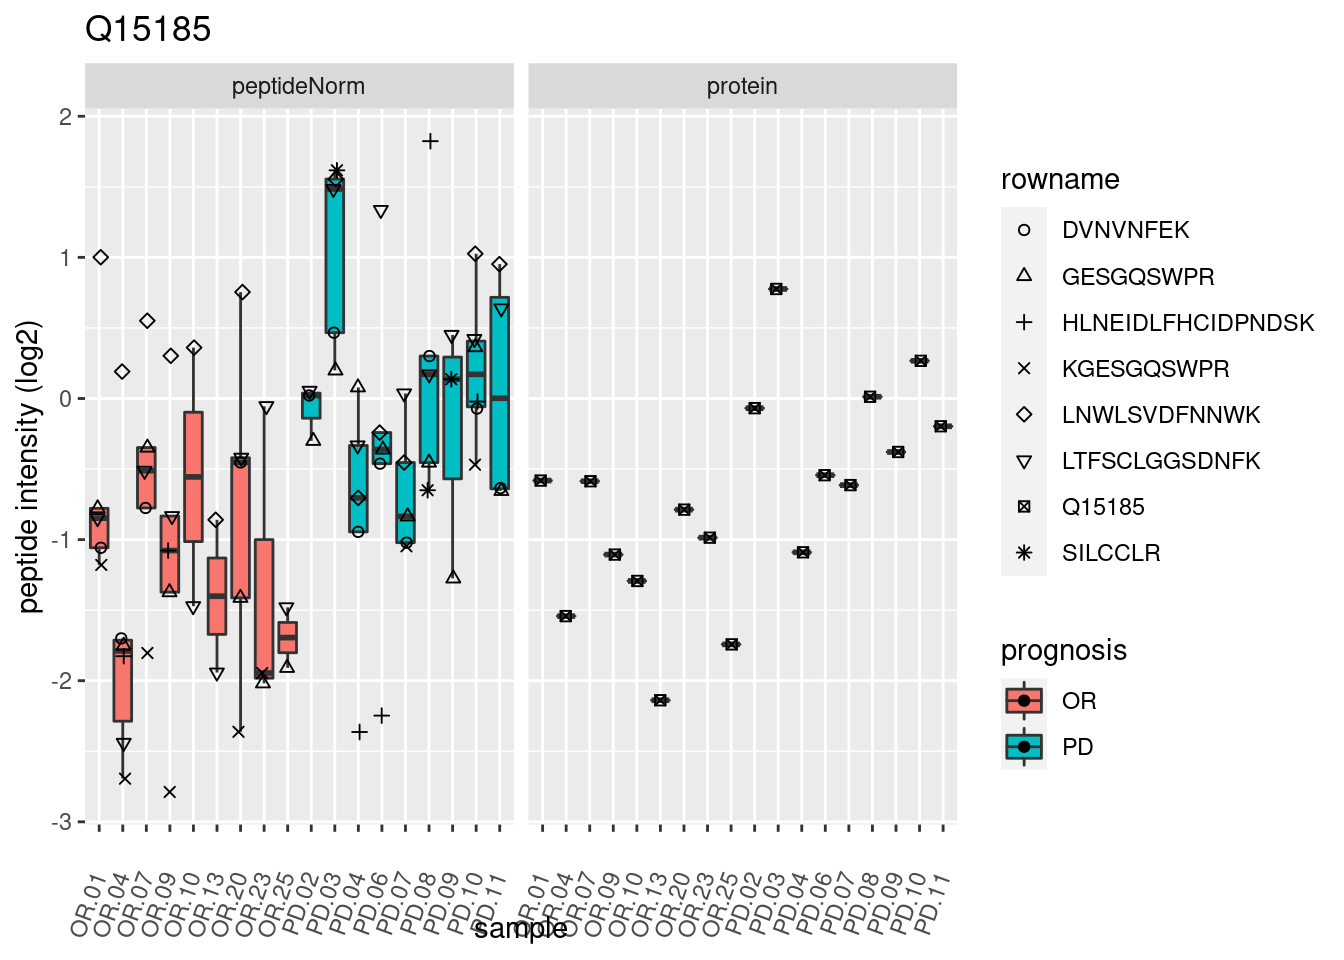 Q15185
peptideNorm
protein
peptide intensity (log2)
2
1
0
-1
-2
-3
OR.01
OR.04
OR.07
OR.09
OR.10
OR.13
OR.20
OR.23
OR.25
PD.02
PD.03
PD.04
PD.06
PD.07
PD.08
PD.09
PD.10
PD.11
OR.01
OR.04
OR.07
OR.09
OR.10
OR.13
OR.20
OR.23
OR.25
PD.02
PD.03
PD.04
PD.06
PD.07
PD.08
PD.09
PD.10
PD.11
sample
rowname
DVNVNFEK
GESGQSWPR
HLNEIDLFHCIDPNDSK
KGESGQSWPR
LNWLSVDFNNWK
LTFSCLGGSDNFK
Q15185
SILCCLR
prognosis
OR
PD